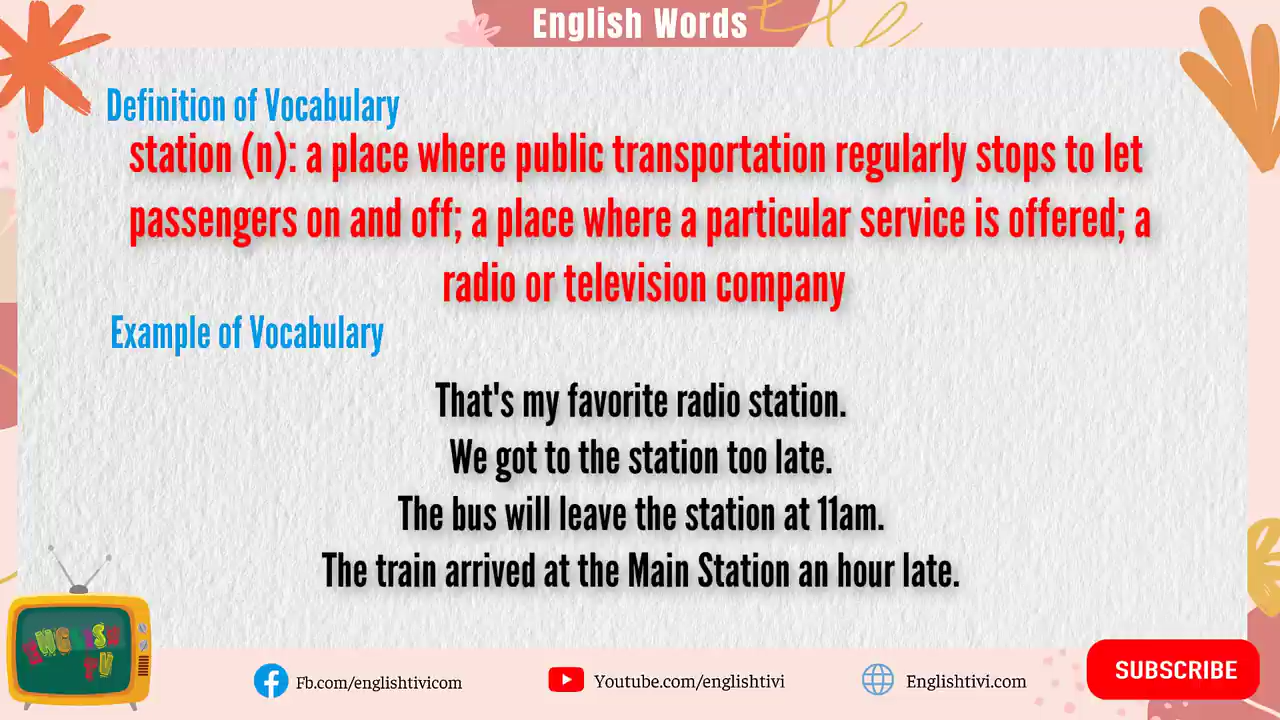 English Words
Definition of Vocabulary
station (n): a place where public transportation regularly stops to let
passengers on and off; a place where a particular service is offered; a
radio or television company
Example of Vocabulary
That's my favorite radio station.
We got to the station too late.
The bus will leave the station at 11am.
The train arrived at the Main Station an hour late.
ENGLISH
TV
Fb.com/englishtivicom
Youtube.com/englishtivi
Englishtivi.com
SUBSCRIBE